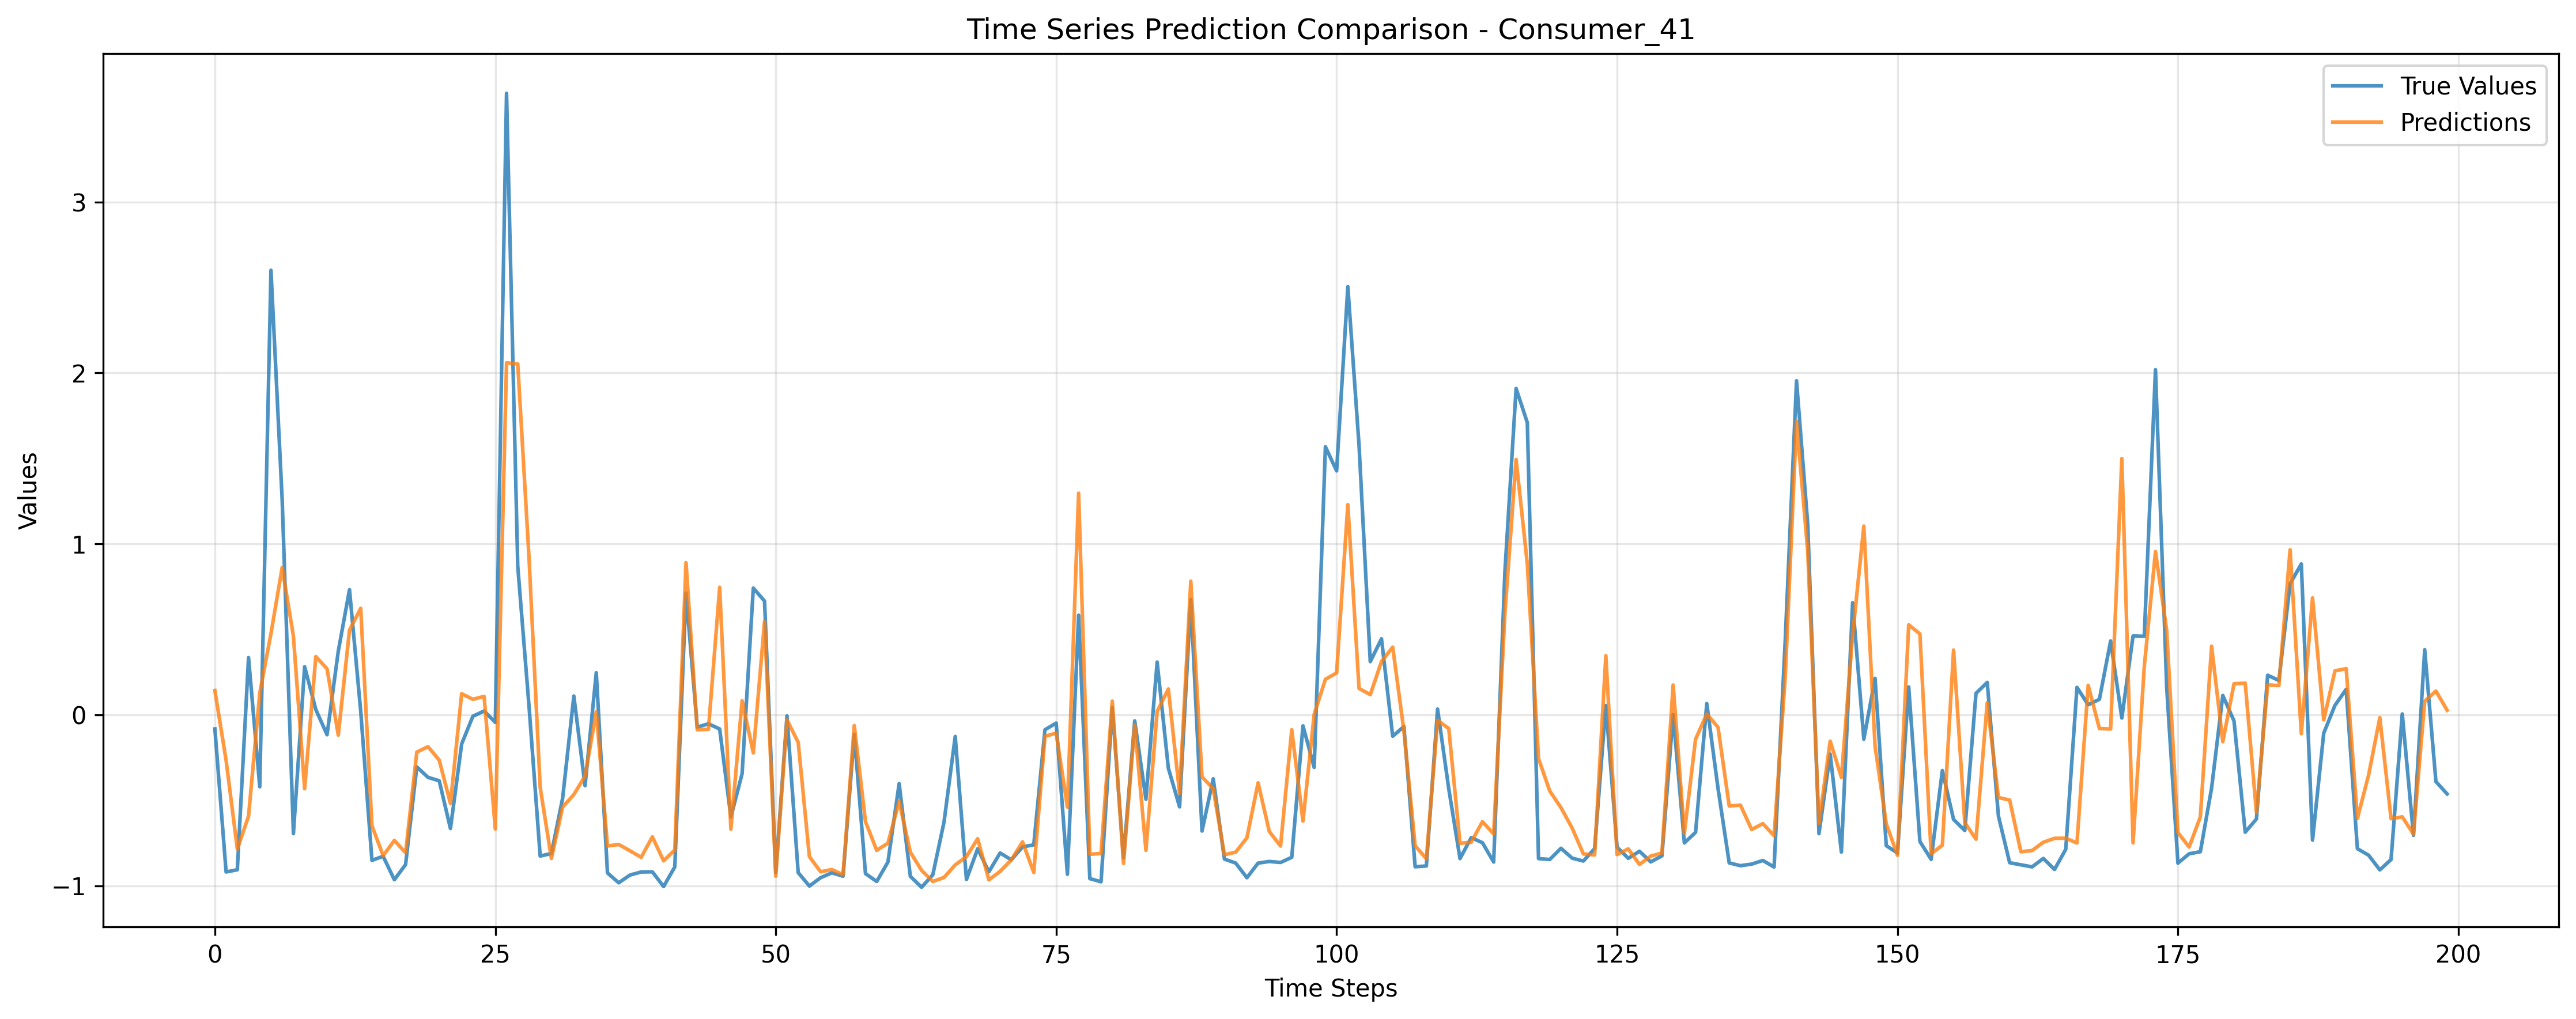 Time Series Prediction Comparison - Consumer_41
True Values
Predictions
Values
3
2
1
0
−1
0 25 50 75 100 125 150 175 200
Time Steps